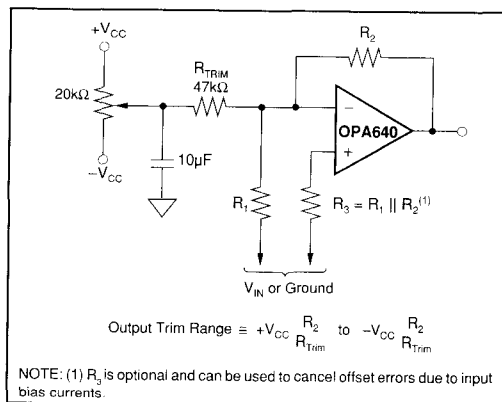 +VCC
20kΩ
−VCC
RTRIM
47kΩ
10µF
R2
−
OPA640
+
R1
R3 = R1 || R2(1)
VIN or Ground
Output Trim Range ≅ +VCC R2/RTrim to −VCC R2/RTrim
NOTE: (1) R3 is optional and can be used to cancel offset errors due to input
bias currents.